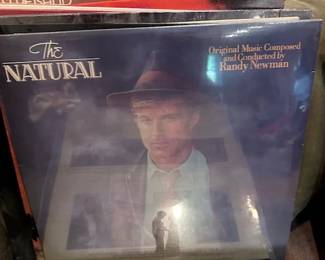 The
NATURAL
Original Music Composed
and Conducted by
Randy Newman